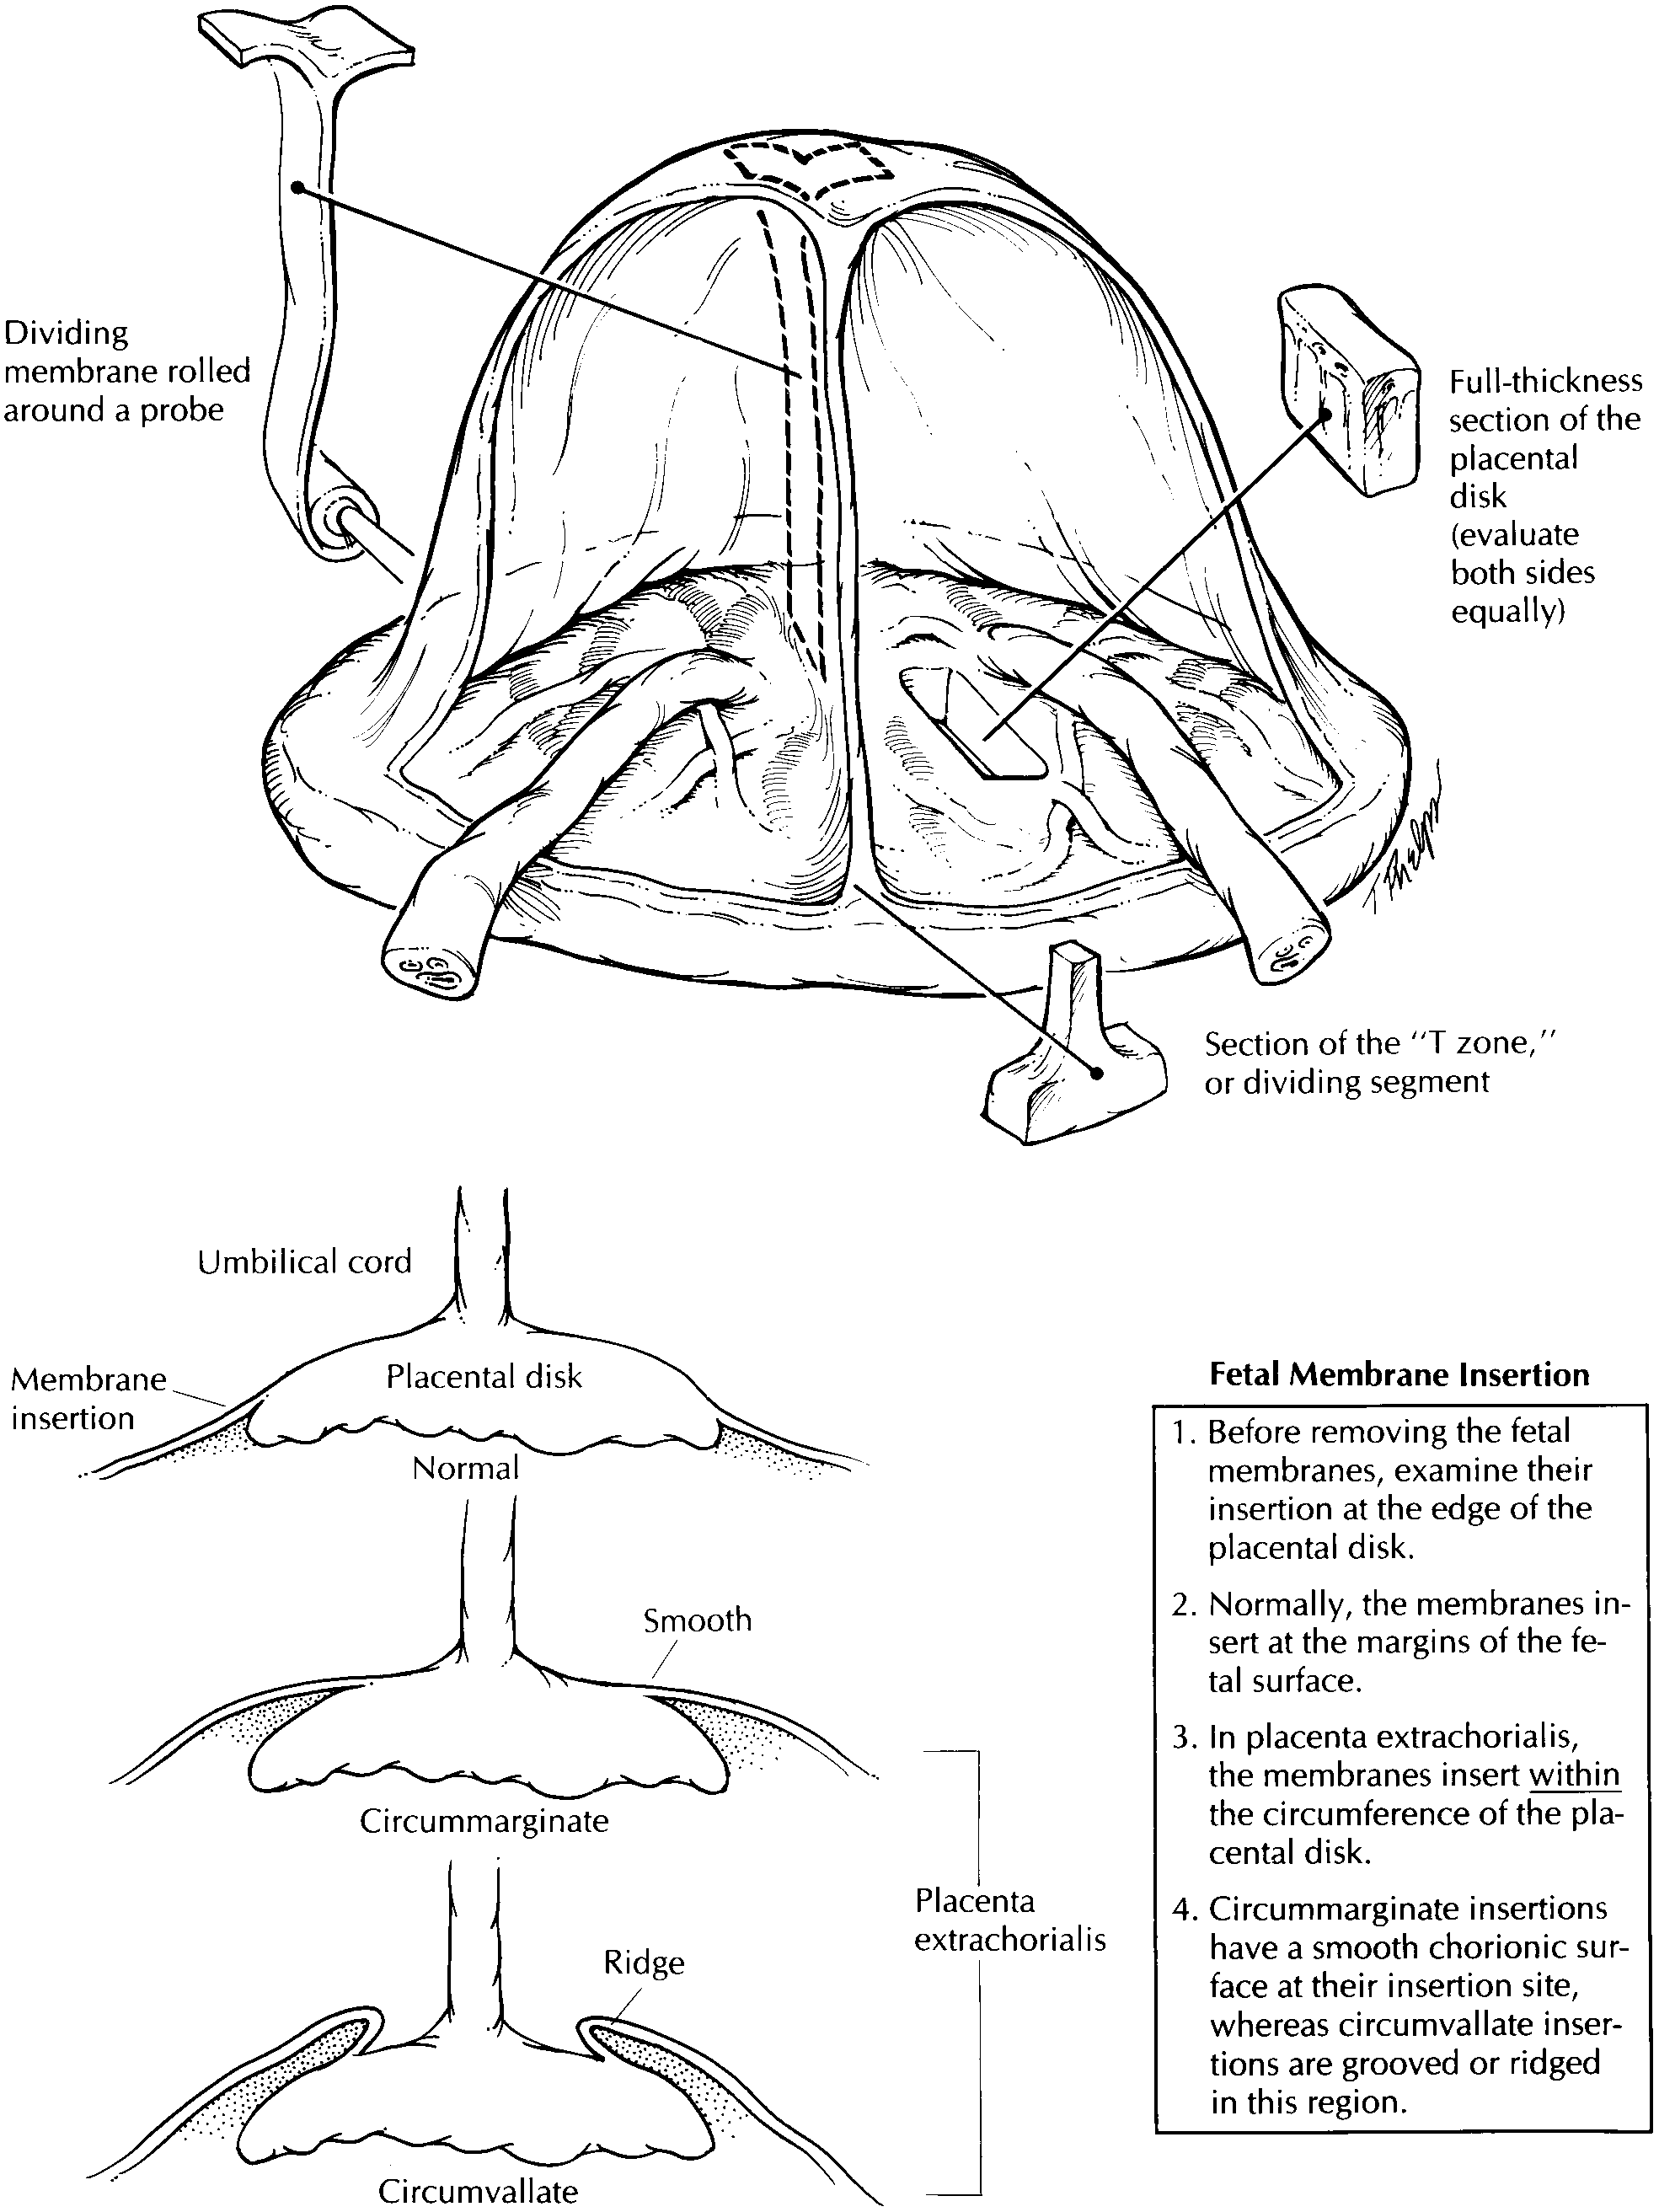 Dividing
membrane rolled
around a probe
Full-thickness
section of the
placental
disk
(evaluate
both sides
equally)
T Phelps
Section of the "T zone,"
or dividing segment
Umbilical cord
Membrane
insertion
Placental disk
Normal
Smooth
Circummarginate
Placenta
extrachorialis
Ridge
Circumvallate
Fetal Membrane Insertion
1. Before removing the fetal
membranes, examine their
insertion at the edge of the
placental disk.
2. Normally, the membranes in-
sert at the margins of the fe-
tal surface.
3. In placenta extrachorialis,
the membranes insert within
the circumference of the pla-
cental disk.
4. Circummarginate insertions
have a smooth chorionic sur-
face at their insertion site,
whereas circumvallate inser-
tions are grooved or ridged
in this region.